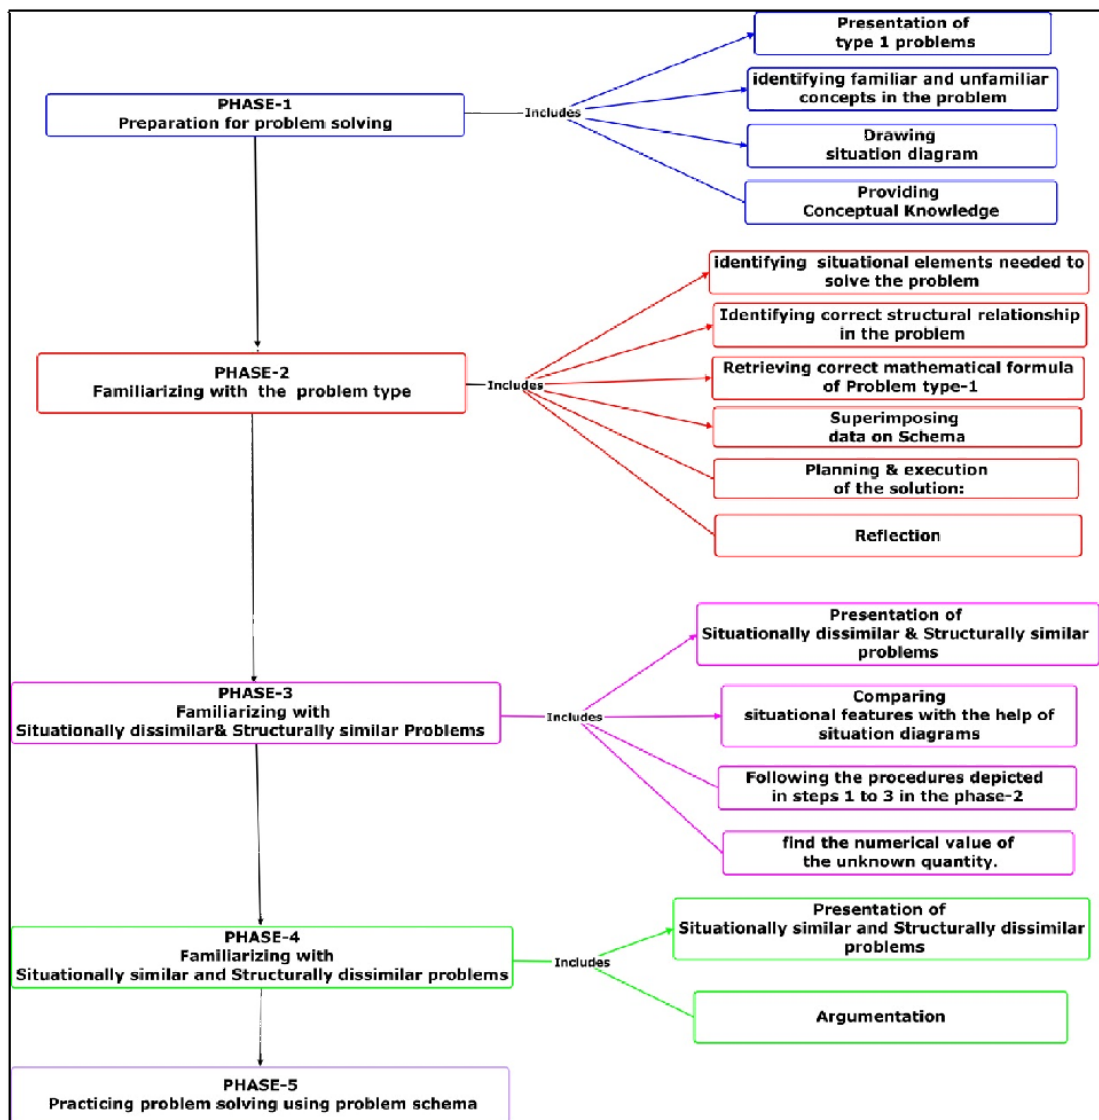 Presentation of
type 1 problems
PHASE-1
Preparation for problem solving
Includes
identifying familiar and unfamiliar
concepts in the problem
Drawing
situation diagram
Providing
Conceptual Knowledge
PHASE-2
Familiarizing with the problem type
Includes
identifying situational elements needed to
solve the problem
Identifying correct structural relationship
in the problem
Retrieving correct mathematical formula
of Problem type-1
Superimposing
data on Schema
Planning & execution
of the solution:
Reflection
PHASE-3
Familiarizing with
Situationally dissimilar& Structurally similar Problems
Includes
Presentation of
Situationally dissimilar & Structurally similar
problems
Comparing
situational features with the help of
situation diagrams
Following the procedures depicted
in steps 1 to 3 in the phase-2
find the numerical value of
the unknown quantity.
PHASE-4
Familiarizing with
Situationally similar and Structurally dissimilar problems
Includes
Presentation of
Situationally similar and Structurally dissimilar
problems
Argumentation
PHASE-5
Practicing problem solving using problem schema